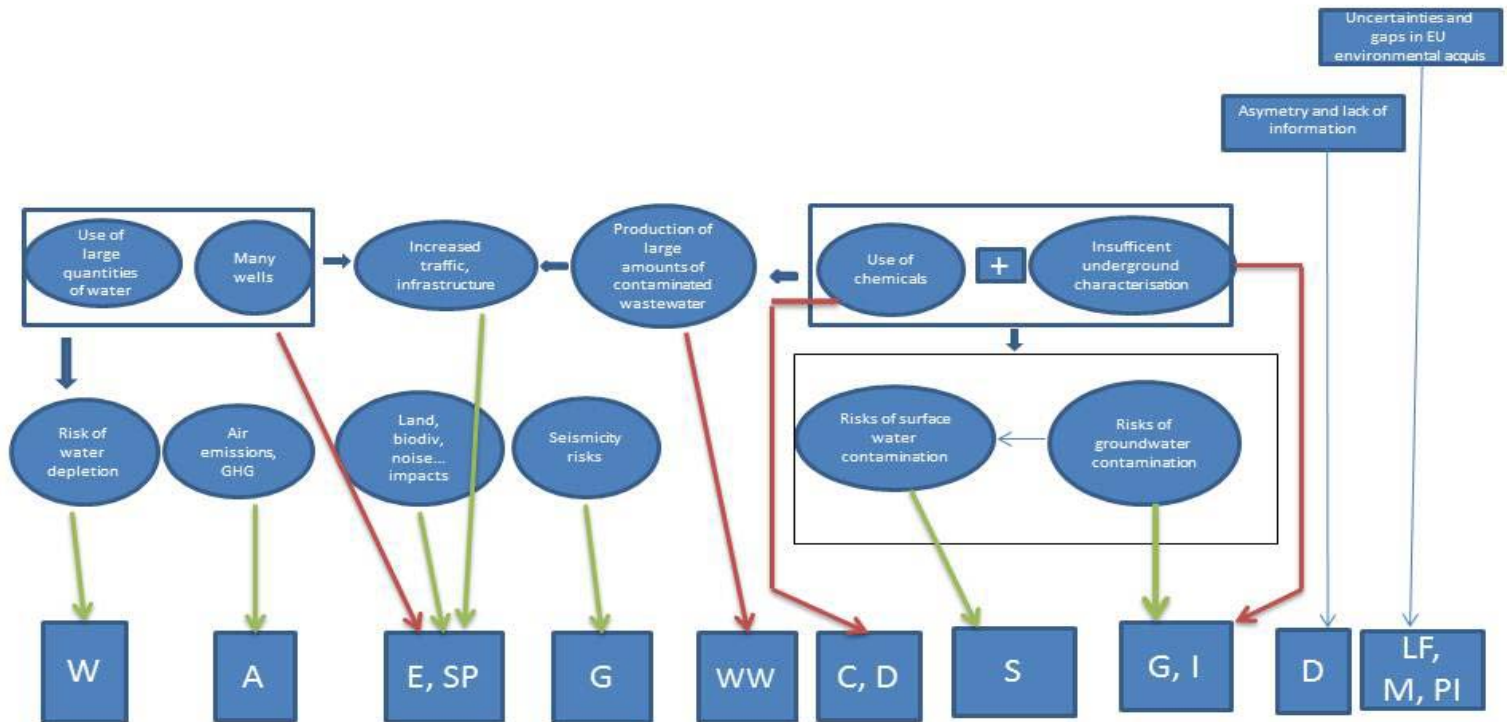 Uncertainties and
gaps in EU
environmental acquis
Asymetry and lack of
information
Use of
large
quantities
of water
Many
wells
Increased
traffic,
infrastructure
Production of
large
amounts of
contaminated
wastewater
Use of
chemicals
+
Insufficent
underground
characterisation
Risk of
water
depletion
Air
emissions,
GHG
Land,
biodiv,
noise...
impacts
Seismicity
risks
Risks of surface
water
contamination
Risks of
groundwater
contamination
W
A
E, SP
G
WW
C, D
S
G, I
D
LF,
M, PI